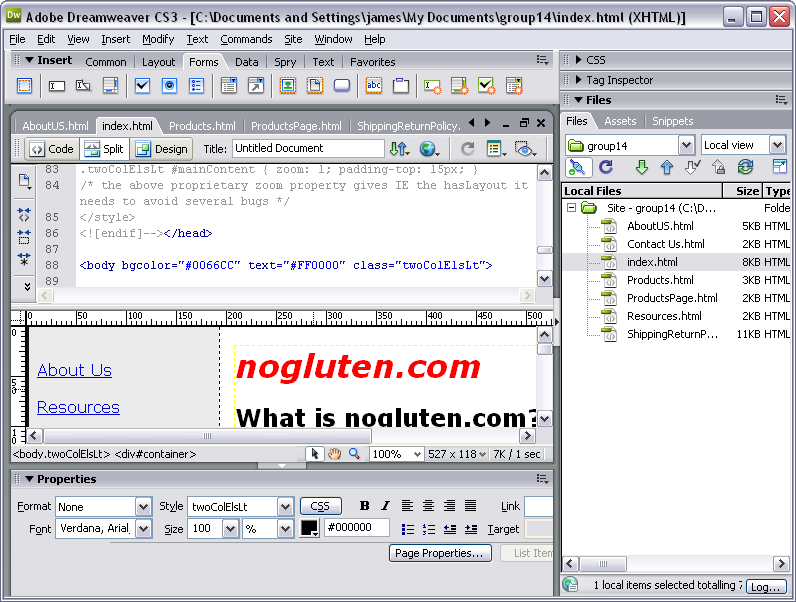 Adobe Dreamweaver CS3 - [C:\Documents and Settings\james\My Documents\group14\index.html (XHTML)]
File Edit View Insert Modify Text Commands Site Window Help
Insert Common Layout Forms Data Spry Text Favorites
AboutUS.html index.html Products.html ProductsPage.html ShippingReturnPolicy.
Code Split Design Title: Untitled Document
83 .twoColElsLt #mainContent { zoom: 1; padding-top: 15px; }
84 /* the above proprietary zoom property gives IE the hasLayout it
needs to avoid several bugs */
85 </style>
86 <![endif]--></head>
87
88 <body bgcolor="#0066CC" text="#FF0000" class="twoColElsLt">
89
0 50 100 150 200 250 300 350 400 450 500
0
50
10
About Us
Resources
nogluten.com
What is nogluten.com?
<body.twoColElsLt> <div#container> 100% 527 x 118 7K / 1 sec
Properties
Format None Style twoColElsLt CSS B I Link
Font Verdana, Arial, Size 100 % #000000 Target
Page Properties... List Item
CSS
Tag Inspector
Files
Files Assets Snippets
group14 Local view
Local Files Size Type
Site - group14 (C:\D... Folde
AboutUS.html 5KB HTML
Contact Us.html 2KB HTML
index.html 8KB HTML
Products.html 3KB HTML
ProductsPage.html 2KB HTML
Resources.html 2KB HTML
ShippingReturnP... 11KB HTML
1 local items selected totalling 7 Log...